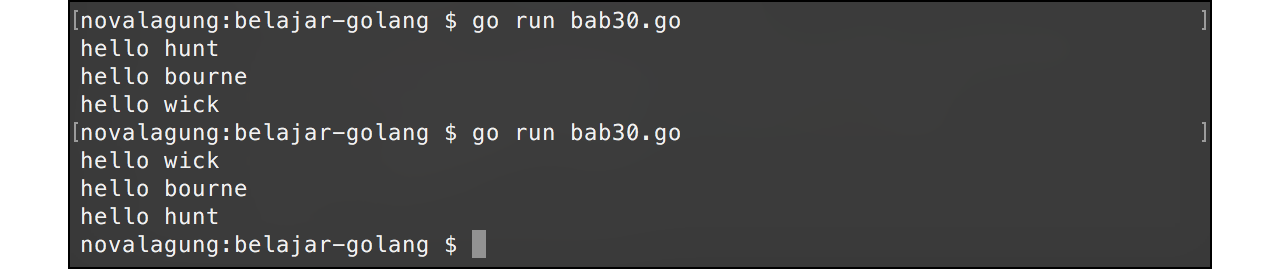 [novalagung:belajar-golang $ go run bab30.go ]
hello hunt
hello bourne
hello wick
[novalagung:belajar-golang $ go run bab30.go ]
hello wick
hello bourne
hello hunt
novalagung:belajar-golang $